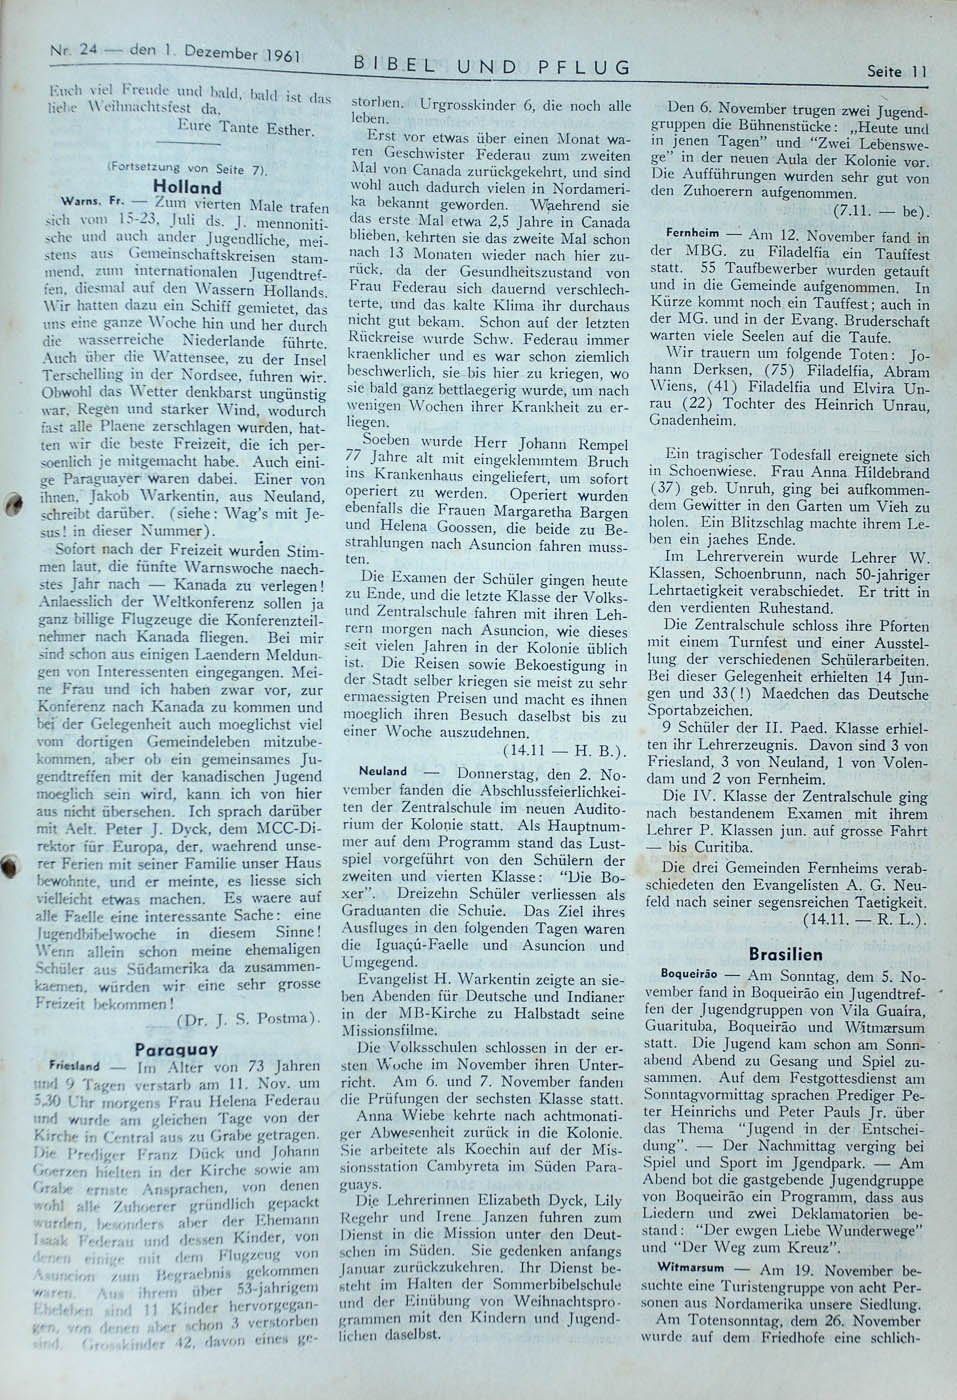 Nr. 24 — den 1. Dezember 1961
BIBEL UND PFLUG
Seite 11
Euch viel Freude und bald, bald ist das
liebe Weihnachtsfest da.
Eure Tante Esther.
(Fortsetzung von Seite 7).
Holland
Warns, Fr. — Zum vierten Male trafen
sich vom 15-23, Juli ds. J. mennoniti-
sche und auch ander Jugendliche, mei-
stens aus Gemeinschaftskreisen stam-
mend, zum internationalen Jugendtref-
fen, diesmal auf den Wassern Hollands.
Wir hatten dazu ein Schiff gemietet, das
uns eine ganze Woche hin und her durch
die wasserreiche Niederlande führte.
Auch über die Wattensee, zu der Insel
Terschelling in der Nordsee, fuhren wir.
Obwohl das Wetter denkbarst ungünstig
war, Regen und starker Wind, wodurch
fast alle Plaene zerschlagen wurden, hat-
ten wir die beste Freizeit, die ich per-
soenlich je mitgemacht habe. Auch eini-
ge Paraguayer waren dabei. Einer von
ihnen, Jakob Warkentin, aus Neuland,
schreibt darüber. (siehe: Wag's mit Je-
sus! in dieser Nummer).
Sofort nach der Freizeit wurden Stim-
men laut, die fünfte Warnswoche naech-
stes Jahr nach — Kanada zu verlegen!
Anlaesslich der Weltkonferenz sollen ja
ganz billige Flugzeuge die Konferenzteil-
nehmer nach Kanada fliegen. Bei mir
sind schon aus einigen Laendern Meldun-
gen von Interessenten eingegangen. Mei-
ne Frau und ich haben zwar vor, zur
Konferenz nach Kanada zu kommen und
bei der Gelegenheit auch moeglichst viel
vom dortigen Gemeindeleben mitzube-
kommen, aber ob ein gemeinsames Ju-
gendtreffen mit der kanadischen Jugend
moeglich sein wird, kann ich von hier
aus nicht übersehen. Ich sprach darüber
mit Aelt. Peter J. Dyck, dem MCC-Di-
rektor für Europa, der, waehrend unse-
rer Ferien mit seiner Familie unser Haus
bewohnte, und er meinte, es liesse sich
vielleicht etwas machen. Es waere auf
alle Faelle eine interessante Sache: eine
Jugendbibelwoche in diesem Sinne!
Wenn allein schon meine ehemaligen
Schüler aus Südamerika da zusammen-
kaemen, würden wir eine sehr grosse
Freizeit bekommen!
(Dr. J. S. Postma).
Paraguay
Friesland — Im Alter von 73 Jahren
und 9 Tagen verstarb am 11. Nov. um
5,30 Uhr morgens Frau Helena Federau
und wurde am gleichen Tage von der
Kirche in Central aus zu Grabe getragen.
Die Prediger Franz Dück und Johann
Goerzen hielten in der Kirche sowie am
Grabe ernste Ansprachen, von denen
wohl alle Zuhoerer gründlich gepackt
wurden, besonders aber der Ehemann
Isaak Federau und dessen Kinder, von
denen einige mit dem Flugzeug von
Asuncion zum Begraebnis gekommen
waren. Aus ihrem über 53-jahrigem
Eheleben sind 11 Kinder hervorgegan-
gen, von denen aber schon 3 verstorben
sind. Grosskinder 42, davon eines ge-
storben. Urgrosskinder 6, die noch alle
leben.
Erst vor etwas über einen Monat wa-
ren Geschwister Federau zum zweiten
Mal von Canada zurückgekehrt, und sind
wohl auch dadurch vielen in Nordameri-
ka bekannt geworden. Waehrend sie
das erste Mal etwa 2,5 Jahre in Canada
blieben, kehrten sie das zweite Mal schon
nach 13 Monaten wieder nach hier zu-
rück, da der Gesundheitszustand von
Frau Federau sich dauernd verschlech-
terte, und das kalte Klima ihr durchaus
nicht gut bekam. Schon auf der letzten
Rückreise wurde Schw. Federau immer
kraenklicher und es war schon ziemlich
beschwerlich, sie bis hier zu kriegen, wo
sie bald ganz bettlaegerig wurde, um nach
wenigen Wochen ihrer Krankheit zu er-
liegen.
Soeben wurde Herr Johann Rempel
77 Jahre alt mit eingeklemmtem Bruch
ins Krankenhaus eingeliefert, um sofort
operiert zu werden. Operiert wurden
ebenfalls die Frauen Margaretha Bargen
und Helena Goossen, die beide zu Be-
strahlungen nach Asuncion fahren muss-
ten.
Die Examen der Schüler gingen heute
zu Ende, und die letzte Klasse der Volks-
und Zentralschule fahren mit ihren Leh-
rern morgen nach Asuncion, wie dieses
seit vielen Jahren in der Kolonie üblich
ist. Die Reisen sowie Bekoestigung in
der Stadt selber kriegen sie meist zu sehr
ermaessigten Preisen und macht es ihnen
moeglich ihren Besuch daselbst bis zu
einer Woche auszudehnen.
(14.11 — H. B.).
Neuland — Donnerstag, den 2. No-
vember fanden die Abschlussfeierlichkei-
ten der Zentralschule im neuen Audito-
rium der Kolonie statt. Als Hauptnum-
mer auf dem Programm stand das Lust-
spiel vorgeführt von den Schülern der
zweiten und vierten Klasse: "Die Bo-
xer". Dreizehn Schüler verliessen als
Graduanten die Schuie. Das Ziel ihres
Ausfluges in den folgenden Tagen waren
die Iguaçú-Faelle und Asuncion und
Umgegend.
Evangelist H. Warkentin zeigte an sie-
ben Abenden für Deutsche und Indianer
in der MB-Kirche zu Halbstadt seine
Missionsfilme.
Die Volksschulen schlossen in der er-
sten Woche im November ihren Unter-
richt. Am 6. und 7. November fanden
die Prüfungen der sechsten Klasse statt.
Anna Wiebe kehrte nach achtmonati-
ger Abwesenheit zurück in die Kolonie.
Sie arbeitete als Koechin auf der Mis-
sionsstation Cambyreta im Süden Para-
guays.
Die Lehrerinnen Elizabeth Dyck, Lily
Regehr und Irene Janzen fuhren zum
Dienst in die Mission unter den Deut-
schen im Süden. Sie gedenken anfangs
Januar zurückzukehren. Ihr Dienst be-
steht im Halten der Sommerbibelschule
und der Einübung von Weihnachtspro-
grammen mit den Kindern und Jugend-
lichen daselbst.
Den 6. November trugen zwei Jugend-
gruppen die Bühnenstücke: „Heute und
in jenen Tagen" und "Zwei Lebenswe-
ge" in der neuen Aula der Kolonie vor.
Die Aufführungen wurden sehr gut von
den Zuhoerern aufgenommen.
(7.11. — be).
Fernheim — Am 12. November fand in
der MBG. zu Filadelfia ein Tauffest
statt. 55 Taufbewerber wurden getauft
und in die Gemeinde aufgenommen. In
Kürze kommt noch ein Tauffest; auch in
der MG. und in der Evang. Bruderschaft
warten viele Seelen auf die Taufe.
Wir trauern um folgende Toten: Jo-
hann Derksen, (75) Filadelfia, Abram
Wiens, (41) Filadelfia und Elvira Un-
rau (22) Tochter des Heinrich Unrau,
Gnadenheim.
Ein tragischer Todesfall ereignete sich
in Schoenwiese. Frau Anna Hildebrand
(37) geb. Unruh, ging bei aufkommen-
dem Gewitter in den Garten um Vieh zu
holen. Ein Blitzschlag machte ihrem Le-
ben ein jaehes Ende.
Im Lehrerverein wurde Lehrer W.
Klassen, Schoenbrunn, nach 50-jahriger
Lehrtaetigkeit verabschiedet. Er tritt in
den verdienten Ruhestand.
Die Zentralschule schloss ihre Pforten
mit einem Turnfest und einer Ausstel-
lung der verschiedenen Schülerarbeiten.
Bei dieser Gelegenheit erhielten 14 Jun-
gen und 33(!) Maedchen das Deutsche
Sportabzeichen.
9 Schüler der II. Paed. Klasse erhiel-
ten ihr Lehrerzeugnis. Davon sind 3 von
Friesland, 3 von Neuland, 1 von Volen-
dam und 2 von Fernheim.
Die IV. Klasse der Zentralschule ging
nach bestandenem Examen mit ihrem
Lehrer P. Klassen jun. auf grosse Fahrt
— bis Curitiba.
Die drei Gemeinden Fernheims verab-
schiedeten den Evangelisten A. G. Neu-
feld nach seiner segensreichen Taetigkeit.
(14.11. — R. L.).
Brasilien
Boqueirão — Am Sonntag, dem 5. No-
vember fand in Boqueirão ein Jugendtref-
fen der Jugendgruppen von Vila Guaíra,
Guarituba, Boqueirão und Witmarsum
statt. Die Jugend kam schon am Sonn-
abend Abend zu Gesang und Spiel zu-
sammen. Auf dem Festgottesdienst am
Sonntagvormittag sprachen Prediger Pe-
ter Heinrichs und Peter Pauls Jr. über
das Thema "Jugend in der Entschei-
dung". — Der Nachmittag verging bei
Spiel und Sport im Jgendpark. — Am
Abend bot die gastgebende Jugendgruppe
von Boqueirão ein Programm, dass aus
Liedern und zwei Deklamatorien be-
stand: "Der ewgen Liebe Wunderwege"
und "Der Weg zum Kreuz".
Witmarsum — Am 19. November be-
suchte eine Turistengruppe von acht Per-
sonen aus Nordamerika unsere Siedlung.
Am Totensonntag, dem 26. November
wurde auf dem Friedhofe eine schlich-